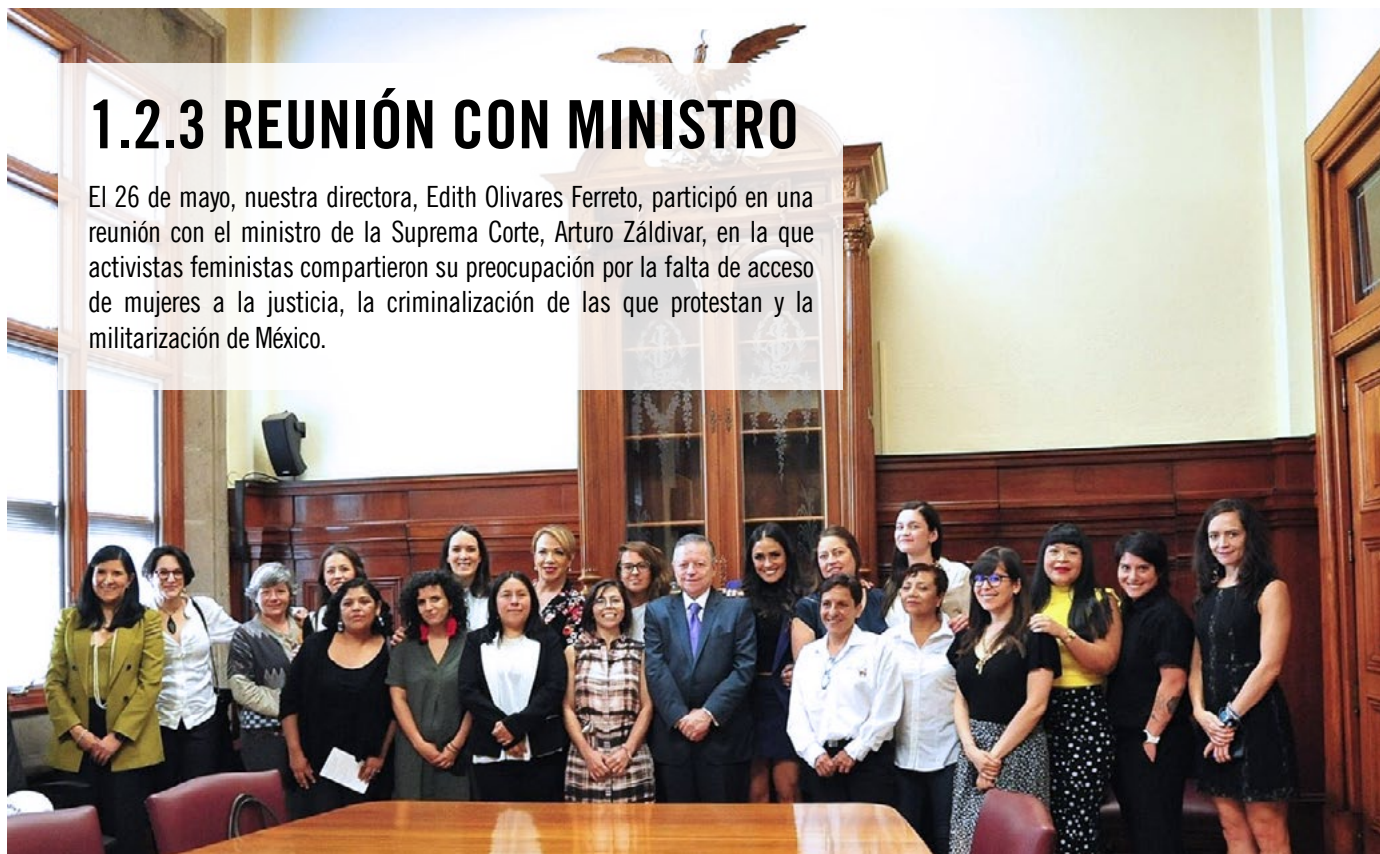 1.2.3 REUNIÓN CON MINISTRO
El 26 de mayo, nuestra directora, Edith Olivares Ferreto, participó en una
reunión con el ministro de la Suprema Corte, Arturo Záldivar, en la que
activistas feministas compartieron su preocupación por la falta de acceso
de mujeres a la justicia, la criminalización de las que protestan y la
militarización de México.